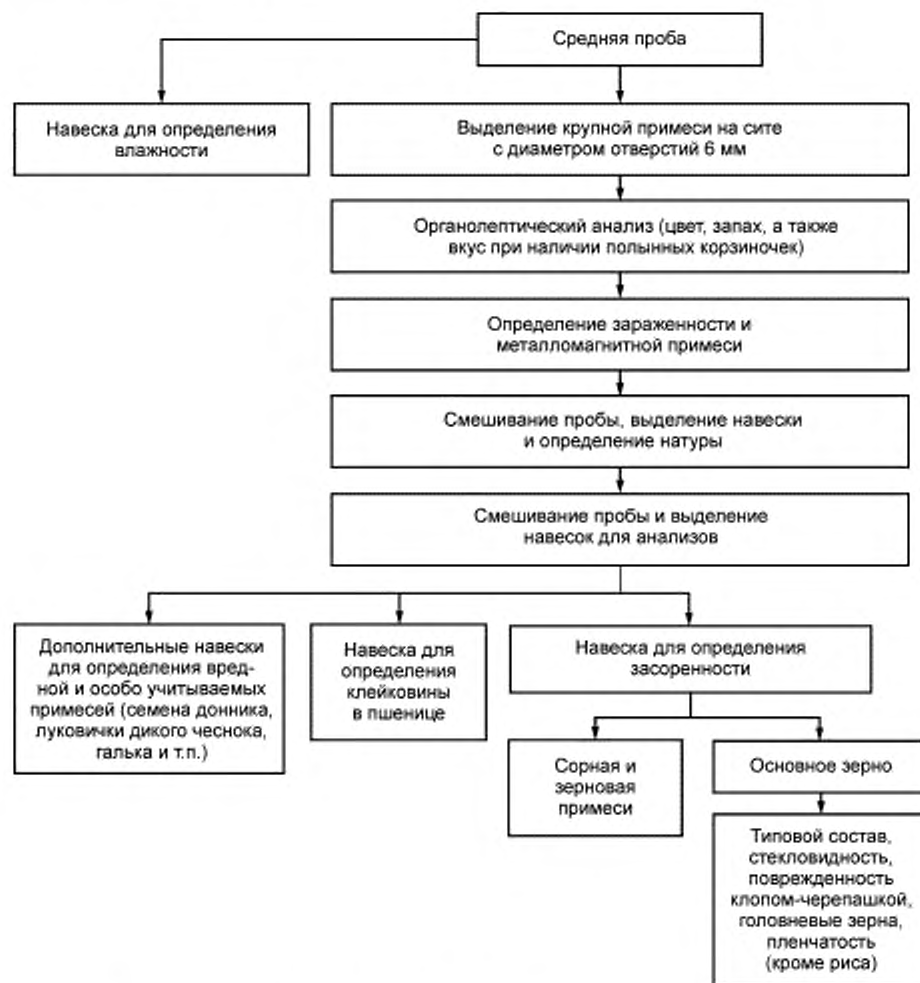 Средняя проба
Навеска для определения
влажности
Выделение крупной примеси на сите
с диаметром отверстий 6 мм
Органолептический анализ (цвет, запах, а также
вкус при наличии полынных корзиночек)
Определение зараженности и
металломагнитной примеси
Смешивание пробы, выделение навески
и определение натуры
Смешивание пробы и выделение
навесок для анализов
Дополнительные навески
для определения вред-
ной и особо учитываемых
примесей (семена донника,
луковички дикого чеснока,
галька и т.п.)
Навеска для
определения
клейковины
в пшенице
Навеска для определения
засоренности
Сорная и
зерновая
примеси
Основное зерно
Типовой состав,
стекловидность,
поврежденность
клопом-черепашкой,
головневые зерна,
пленчатость
(кроме риса)